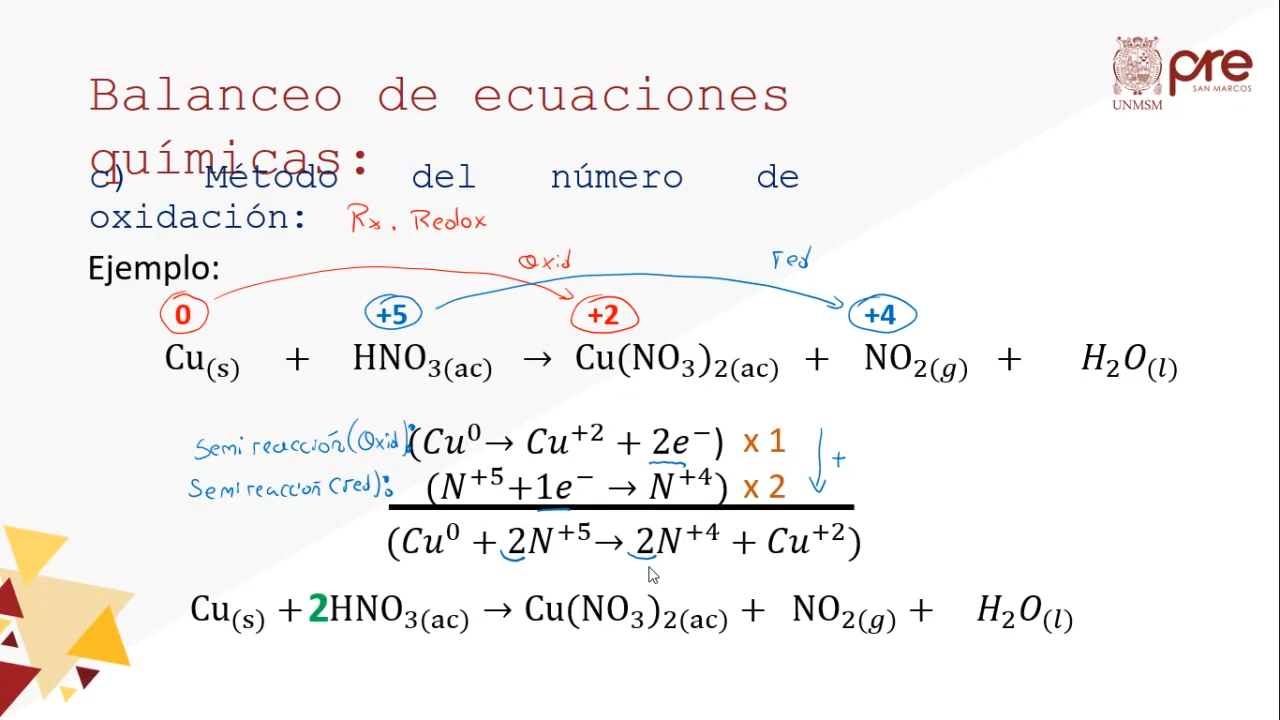 Balanceo de ecuaciones
químicas:
pre
SAN MARCOS
UNMSM
c) Método del número de
oxidación: Rx. Redox
Ejemplo:
Oxid red
0 +5 +2 +4
Cu(s) + HNO3(ac) → Cu(NO3)2(ac) + NO2(g) + H2O(l)
Semi reacción(Oxid): (Cu⁰→ Cu⁺² + 2e⁻) x 1
Semi reacción(red): (N⁺⁵+1e⁻ → N⁺⁴) x 2
+
(Cu⁰ + 2N⁺⁵→ 2N⁺⁴ + Cu⁺²)
Cu(s) + 2HNO3(ac) → Cu(NO3)2(ac) + NO2(g) + H2O(l)